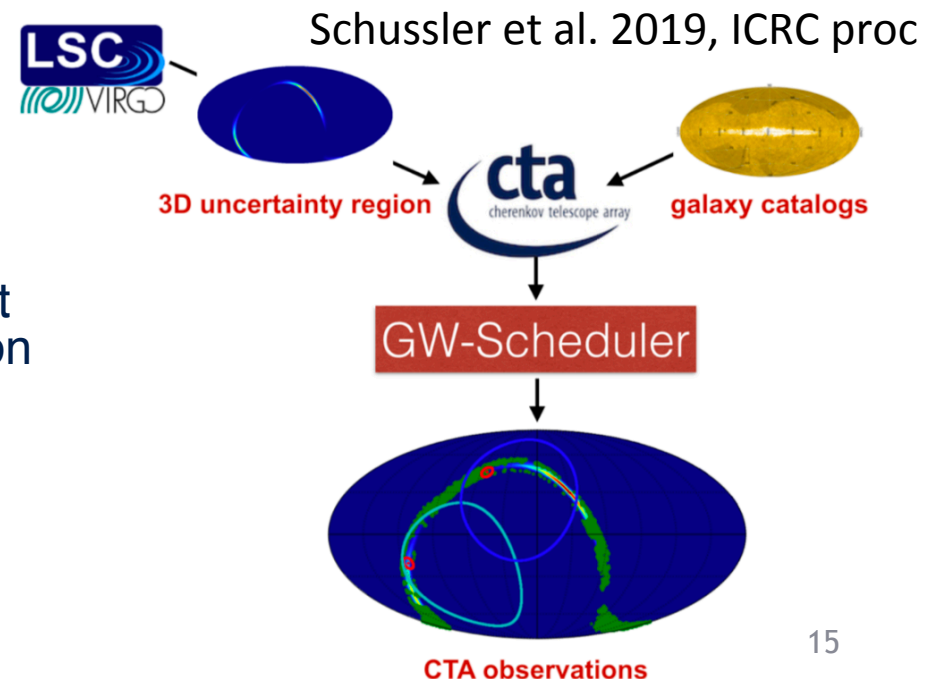 Schussler et al. 2019, ICRC proc
LSC
VIRGO
3D uncertainty region
cta
cherenkov telescope array
galaxy catalogs
t
on
GW-Scheduler
CTA observations
15